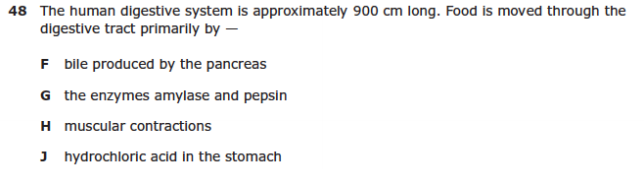 48 The human digestive system is approximately 900 cm long. Food is moved through the
digestive tract primarily by —
F bile produced by the pancreas
G the enzymes amylase and pepsin
H muscular contractions
J hydrochloric acid in the stomach